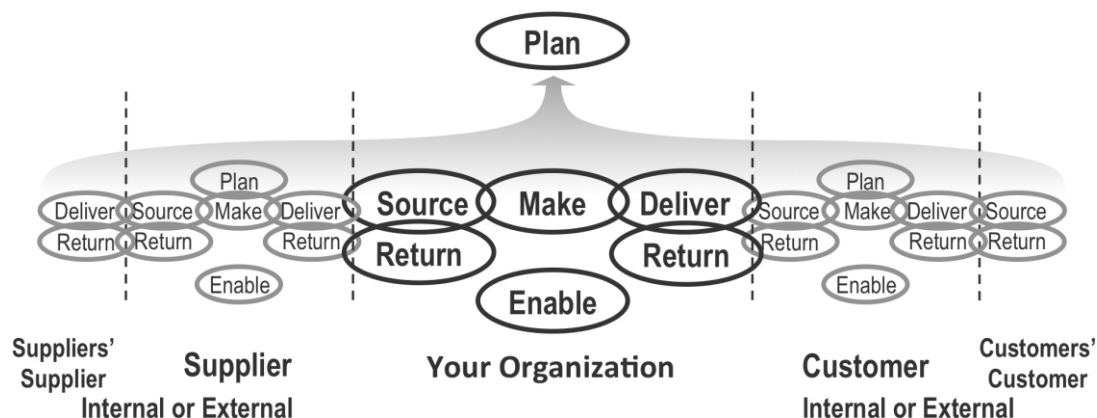 Plan
Plan
Plan
Deliver Source Make Deliver Source Make Deliver Source Make Deliver Source
Return Return Return Return Return Return Return Return
Enable Enable Enable
Suppliers' Supplier Your Organization Customer Customers'
Supplier Customer
Internal or External Internal or External